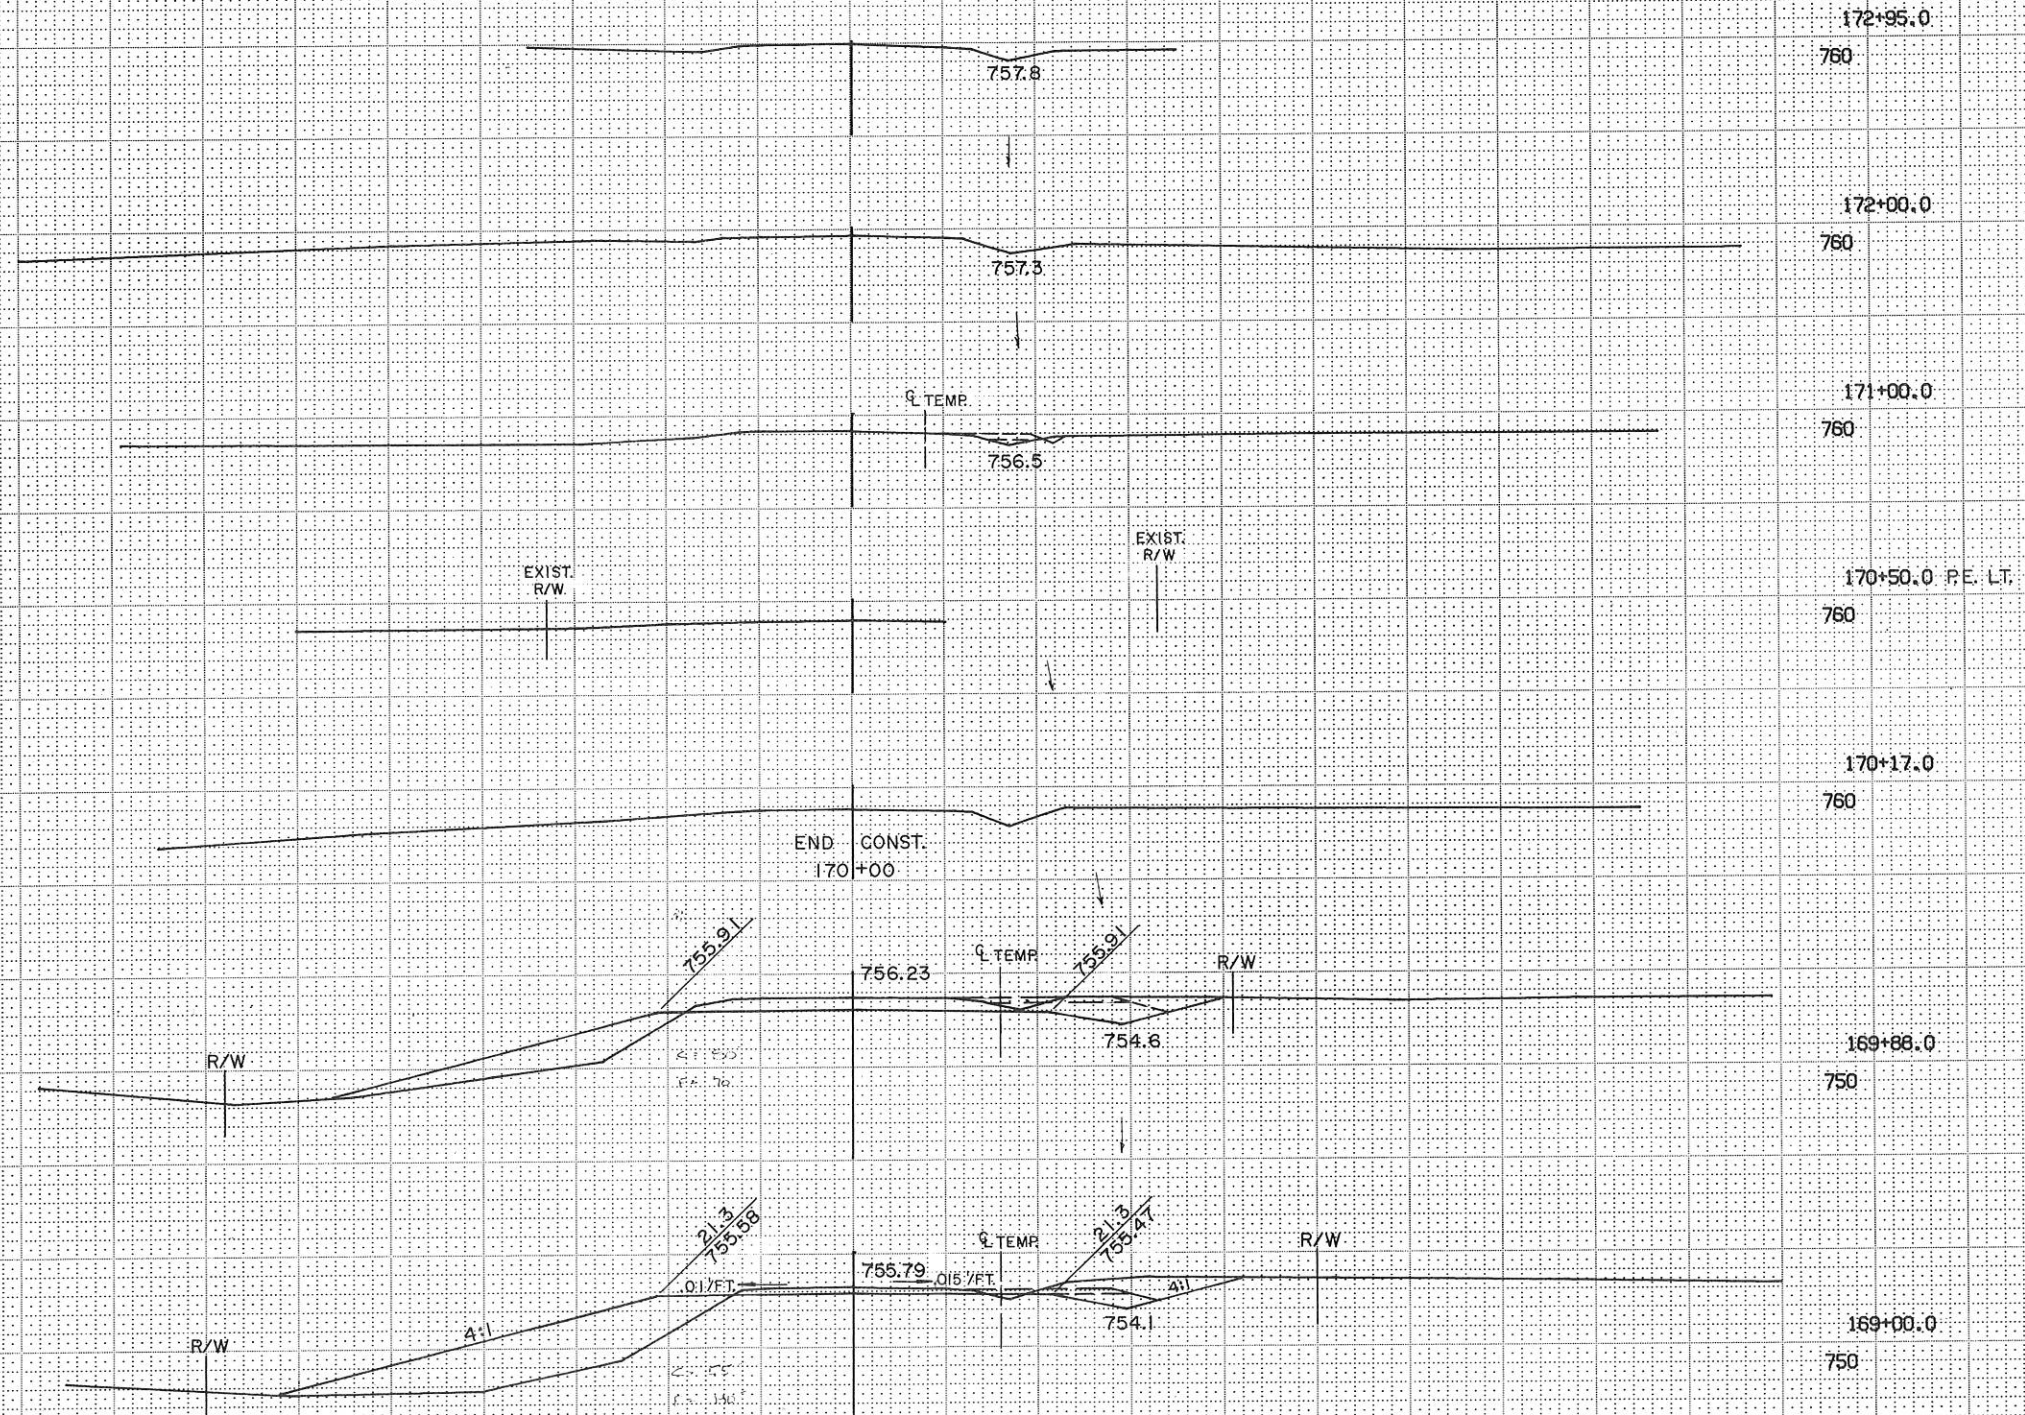 172+95.0
760
757.8
172+00.0
760
757.3
171+00.0
℄ TEMP.
760
756.5
EXIST.
R/W
EXIST.
R/W
170+50.0 P.E. LT.
760
170+17.0
760
END CONST.
170+00
755.91
755.91
℄ TEMP.
R/W
756.23
754.6
169+88.0
R/W
750
21.3
755.58
21.3
755.47
℄ TEMP.
R/W
755.79
.01'/FT.
.015'/FT.
4:1
4:1
754.1
169+00.0
R/W
750